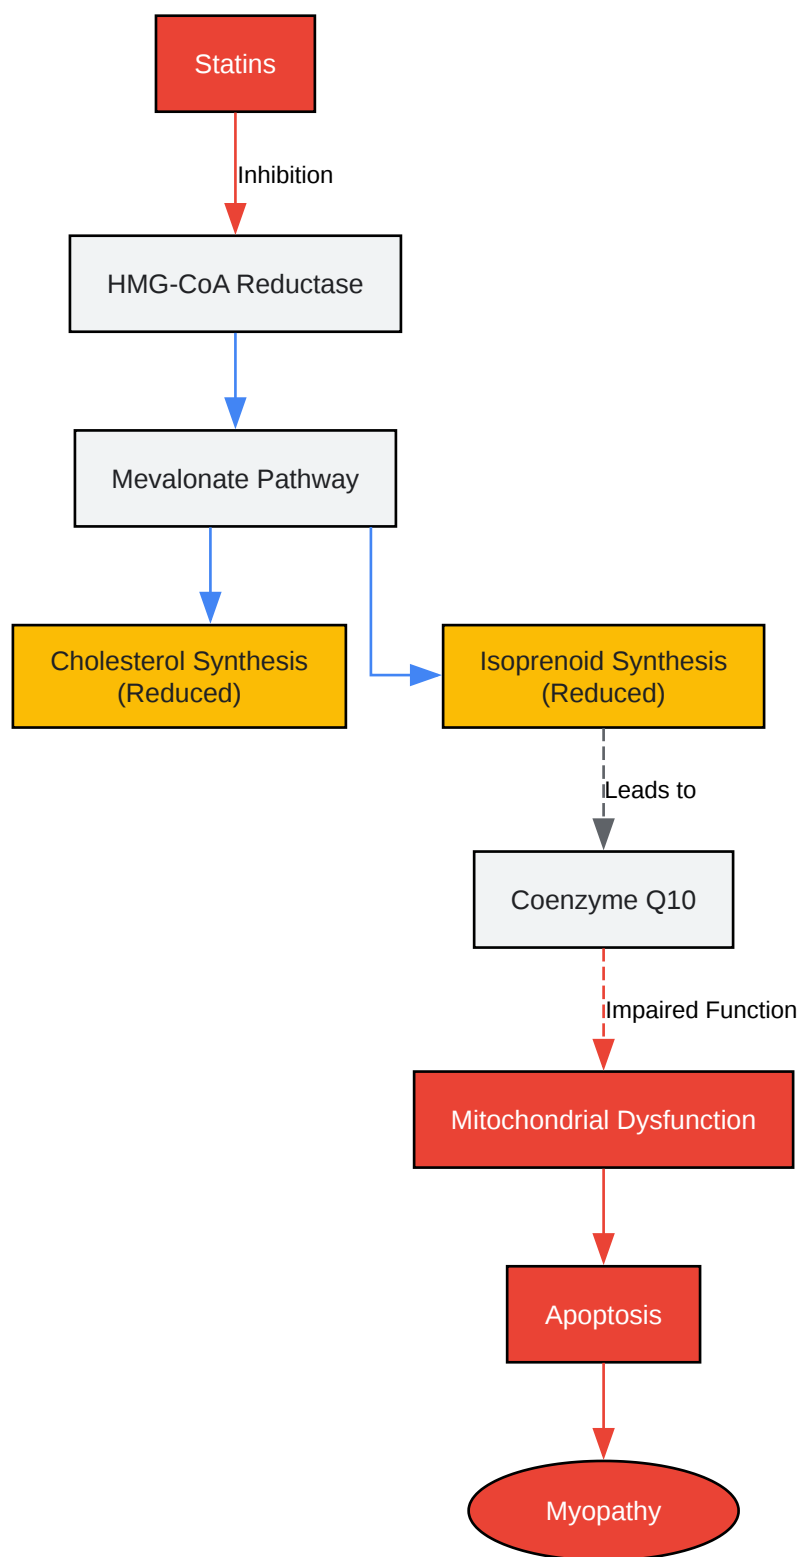 Statins
Inhibition
HMG-CoA Reductase
Mevalonate Pathway
Cholesterol Synthesis
(Reduced)
Isoprenoid Synthesis
(Reduced)
Leads to
Coenzyme Q10
Impaired Function
Mitochondrial Dysfunction
Apoptosis
Myopathy